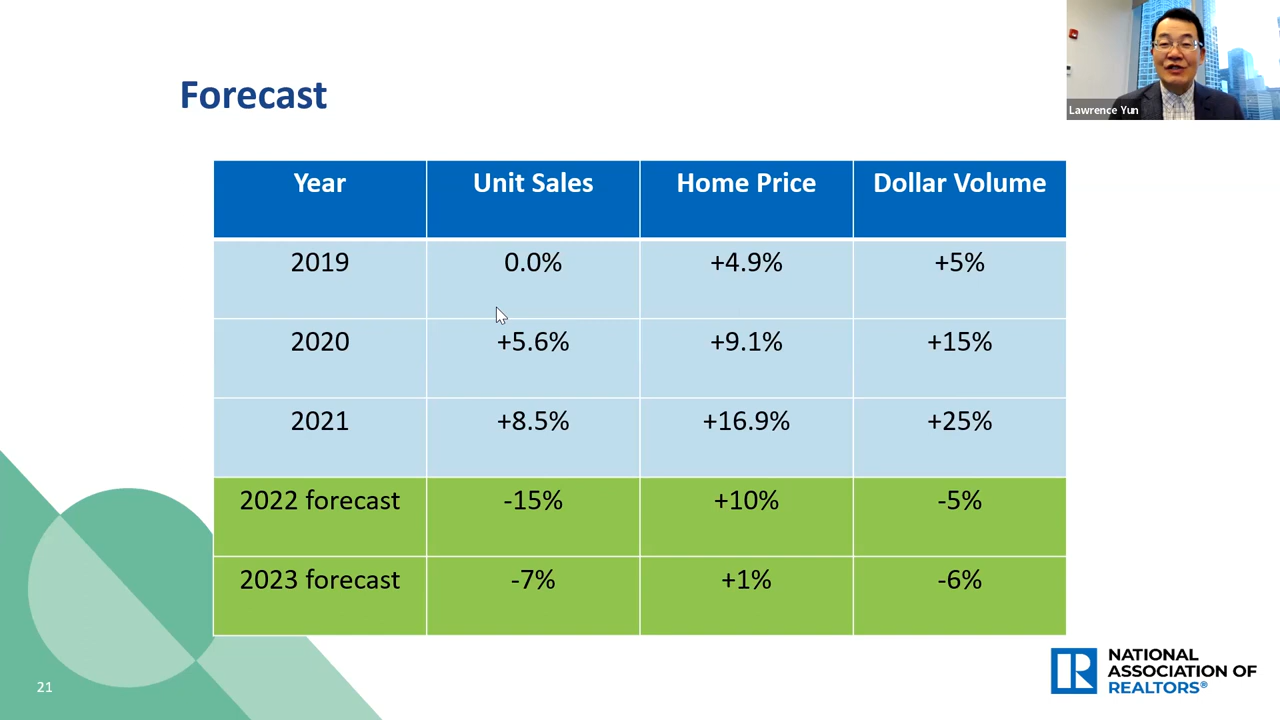 Lawrence Yun
Forecast
Year Unit Sales Home Price Dollar Volume
2019 0.0% +4.9% +5%
2020 +5.6% +9.1% +15%
2021 +8.5% +16.9% +25%
2022 forecast -15% +10% -5%
2023 forecast -7% +1% -6%
21
R
NATIONAL
ASSOCIATION OF
REALTORS®